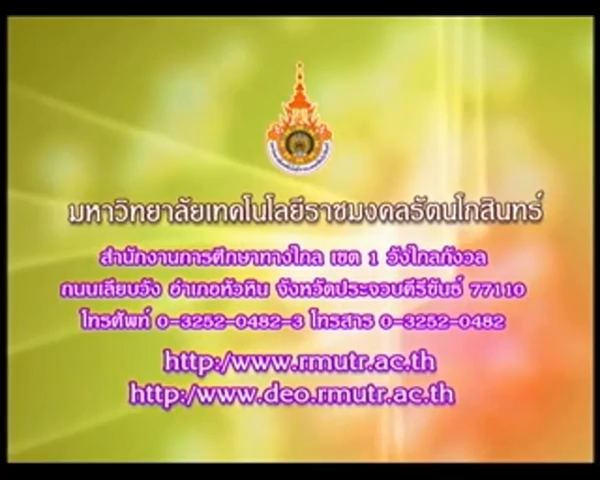 มหาวิทยาลัยเทคโนโลยีราชมงคลรัตนโกสินทร์
สำนักงานการศึกษาทางไกล เขต 1 วังไกลกังวล
ถนนเลียบวัง อำเภอหัวหิน จังหวัดประจวบคีรีขันธ์ 77110
โทรศัพท์ 0-3252-0482-3 โทรสาร 0-3252-0482
http:/www.rmutr.ac.th
http:/www.deo.rmutr.ac.th